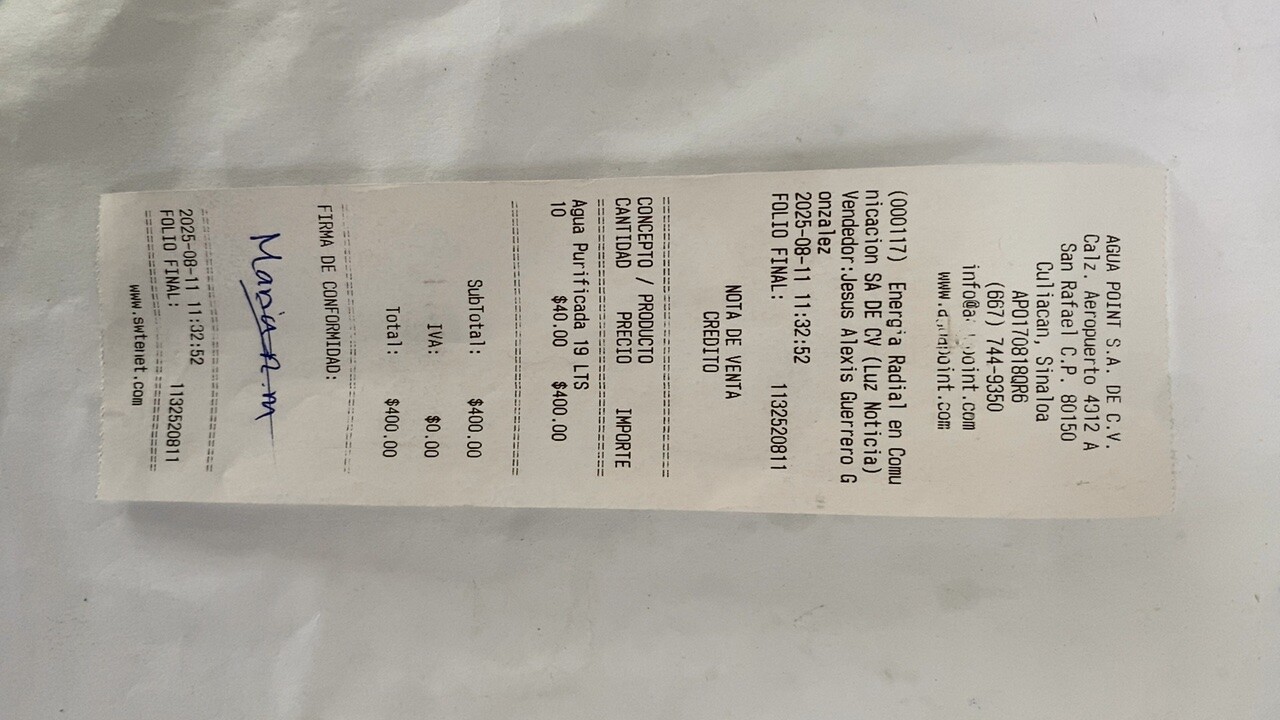 AGUA POINT S.A. DE C.V.
Calz. Aeropuerto 4912 A
San Rafael C.P. 80150
Culiacan, Sinaloa
APO170818QR6
(667) 744-9350
(000117) Energia Radial en Comu
nicacion SA DE CV (Luz Noticia)
Vendedor:Jesus Alexis Guerrero G
onzalez
2025-08-11 11:32:52
FOLIO FINAL: 1132520811
NOTA DE VENTA
CREDITO
================================
CONCEPTO / PRODUCTO
CANTIDAD PRECIO IMPORTE
================================
Agua Purificada 19 LTS
10 $40.00 $400.00
================================
SubTotal: $400.00
IVA: $0.00
Total: $400.00
================================
FIRMA DE CONFORMIDAD:
================================
2025-08-11 11:32:52
FOLIO FINAL: 1132520811
================================
www.swtenet.com